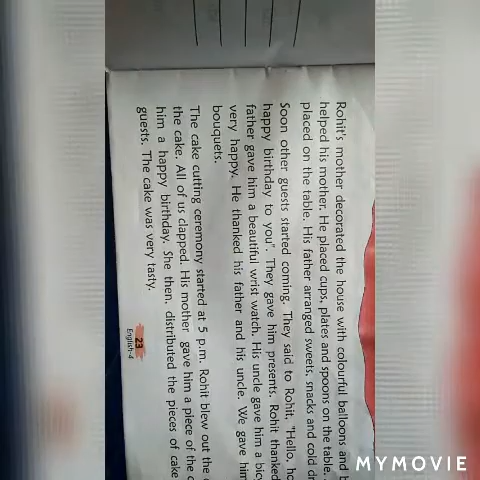 Rohit's mother decorated the house with colourful balloons and
helped his mother. He placed cups, plates and spoons on the table.
placed on the table. His father arranged sweets, snacks and cold
Soon other guests started coming. They said to Rohit, "Hello,
happy birthday to you". They gave him presents. Rohit thanked
father gave him a beautiful wrist watch. His uncle gave him a
very happy. He thanked his father and his uncle. We gave him
bouquets.
The cake cutting ceremony started at 5 p.m. Rohit blew out the
the cake. All of us clapped. His mother gave him a piece of the
him a happy birthday. She then. distributed the pieces of cake
guests. The cake was very tasty.
23
English-4
MYMOVIE